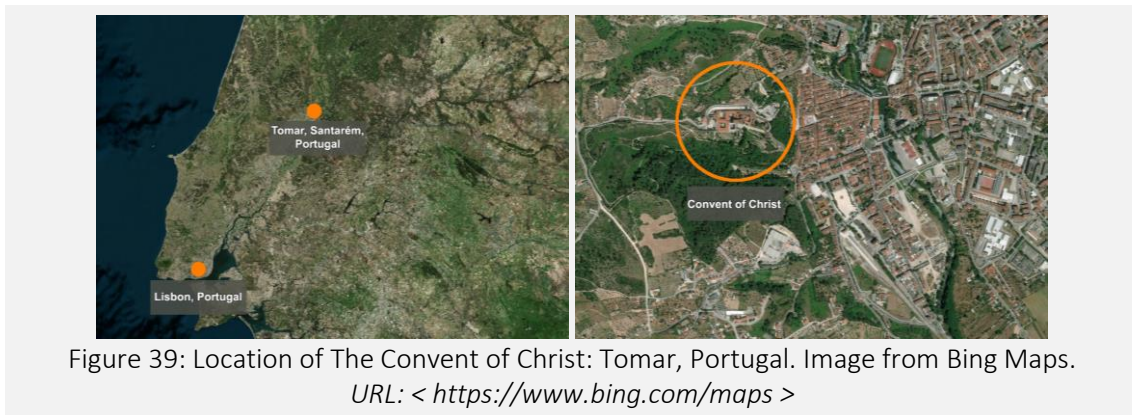 Tomar, Santarém,
Portugal
Lisbon, Portugal
Convent of Christ
Figure 39: Location of The Convent of Christ: Tomar, Portugal. Image from Bing Maps.
URL: < https://www.bing.com/maps >